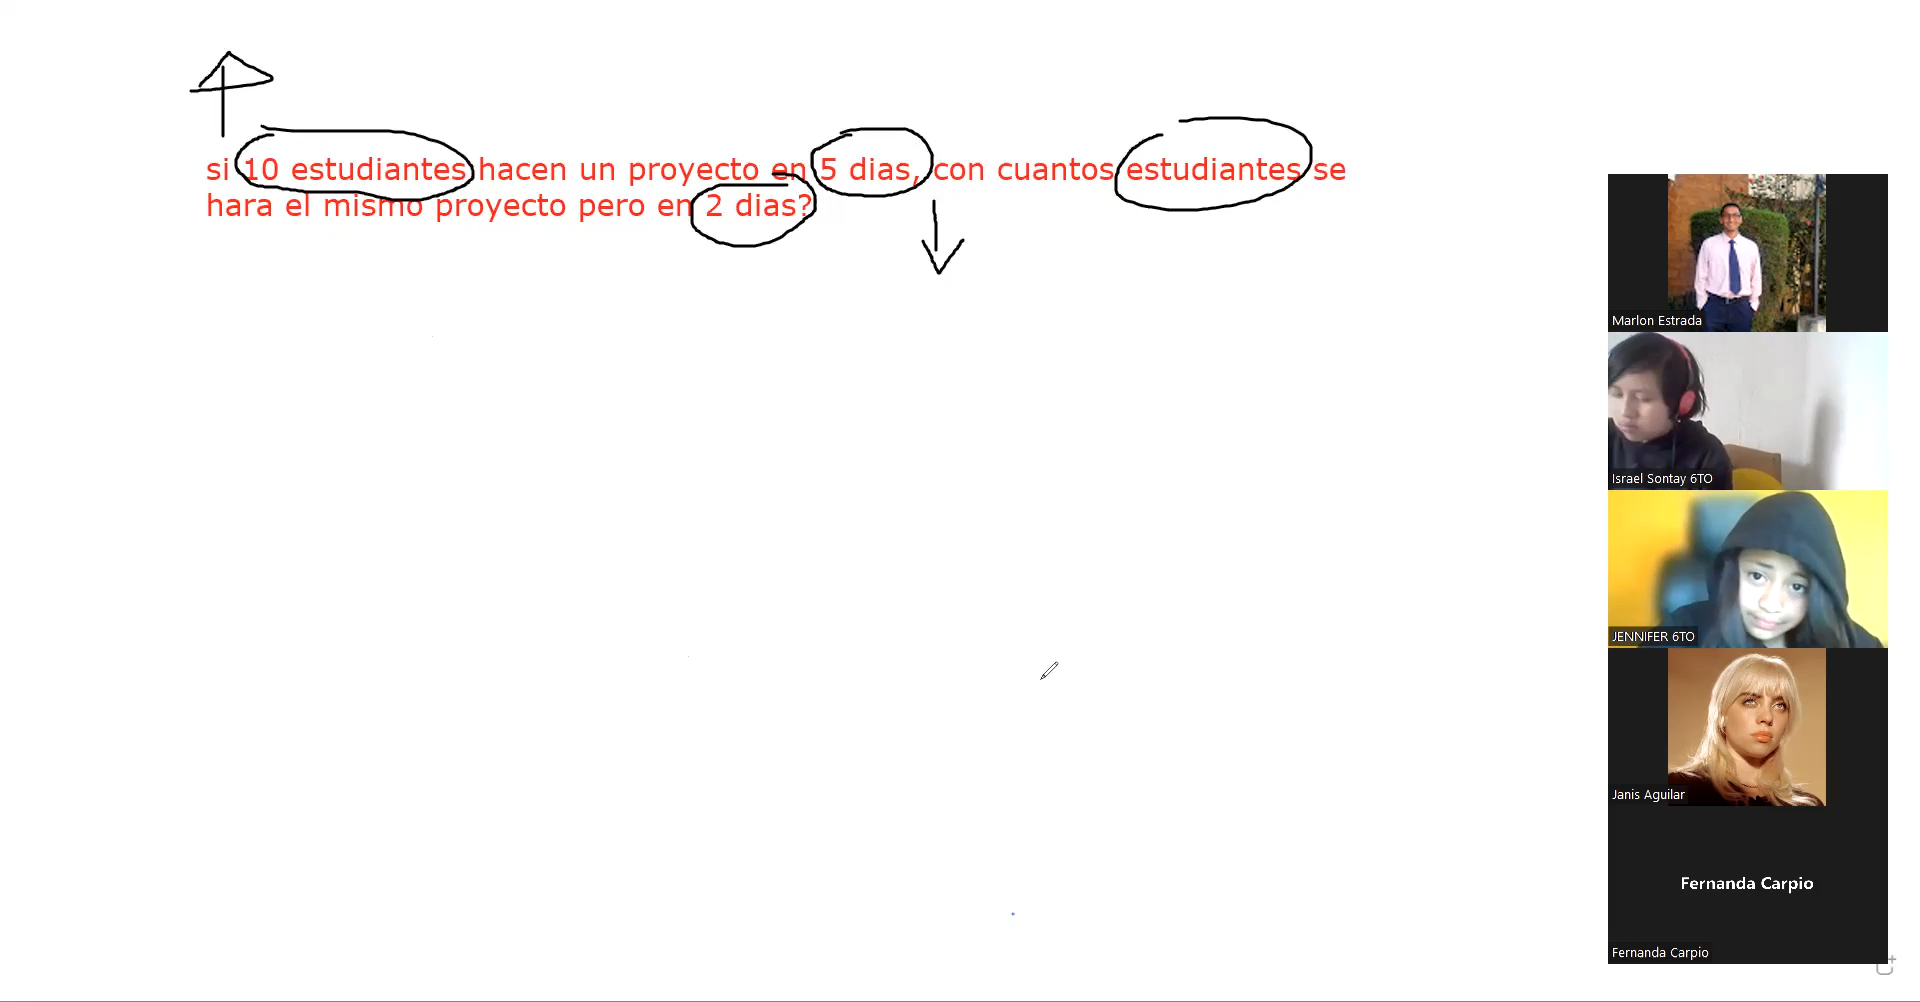 si 10 estudiantes hacen un proyecto en 5 dias, con cuantos estudiantes se
hara el mismo proyecto pero en 2 dias?
Marlon Estrada
Israel Sontay 6TO
JENNIFER 6TO
Janis Aguilar
Fernanda Carpio
Fernanda Carpio